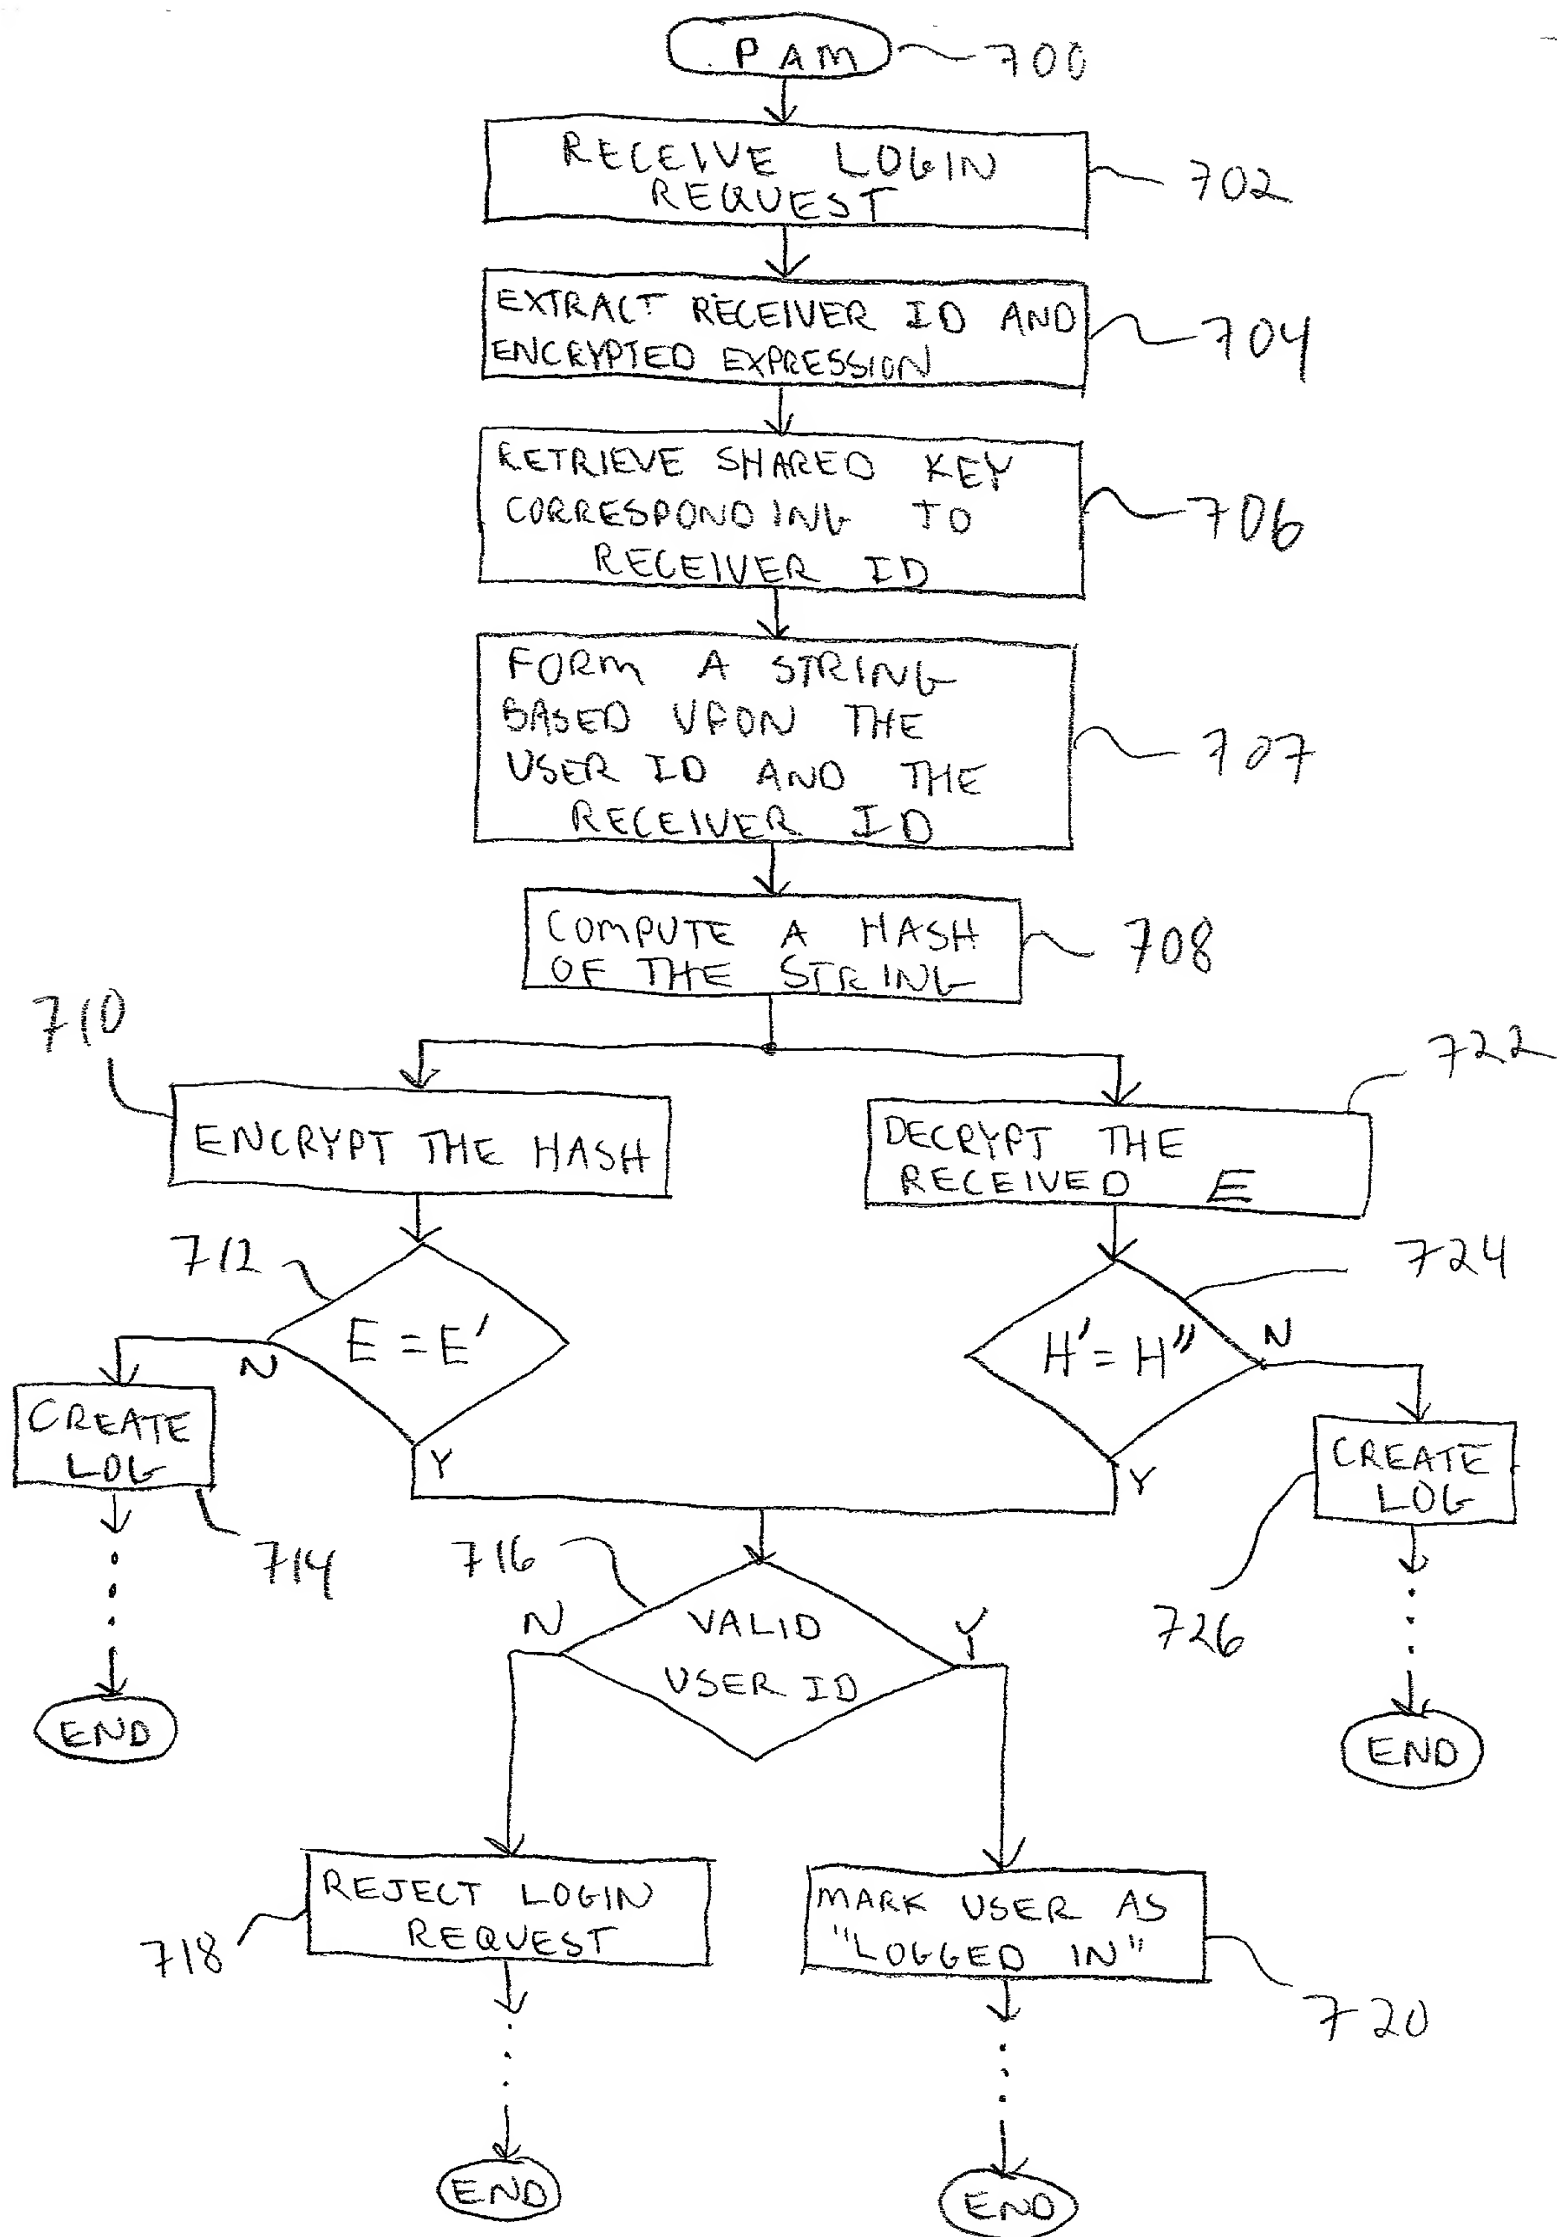 PAM
700
RECEIVE LOGIN
REQUEST
702
EXTRACT RECEIVER ID AND
ENCRYPTED EXPRESSION
704
RETRIEVE SHARED KEY
CORRESPONDING TO
RECEIVER ID
706
FORM A STRING
BASED UPON THE
USER ID AND THE
RECEIVER ID
707
COMPUTE A HASH
OF THE STRING
708
710
722
ENCRYPT THE HASH
DECRYPT THE
RECEIVED E
712
724
E = E'
N
Y
H' = H"
N
Y
CREATE
LOG
714
CREATE
LOG
726
716
VALID
USER ID
N
Y
END
END
REJECT LOGIN
REQUEST
718
MARK USER AS
"LOGGED IN"
720
END
END